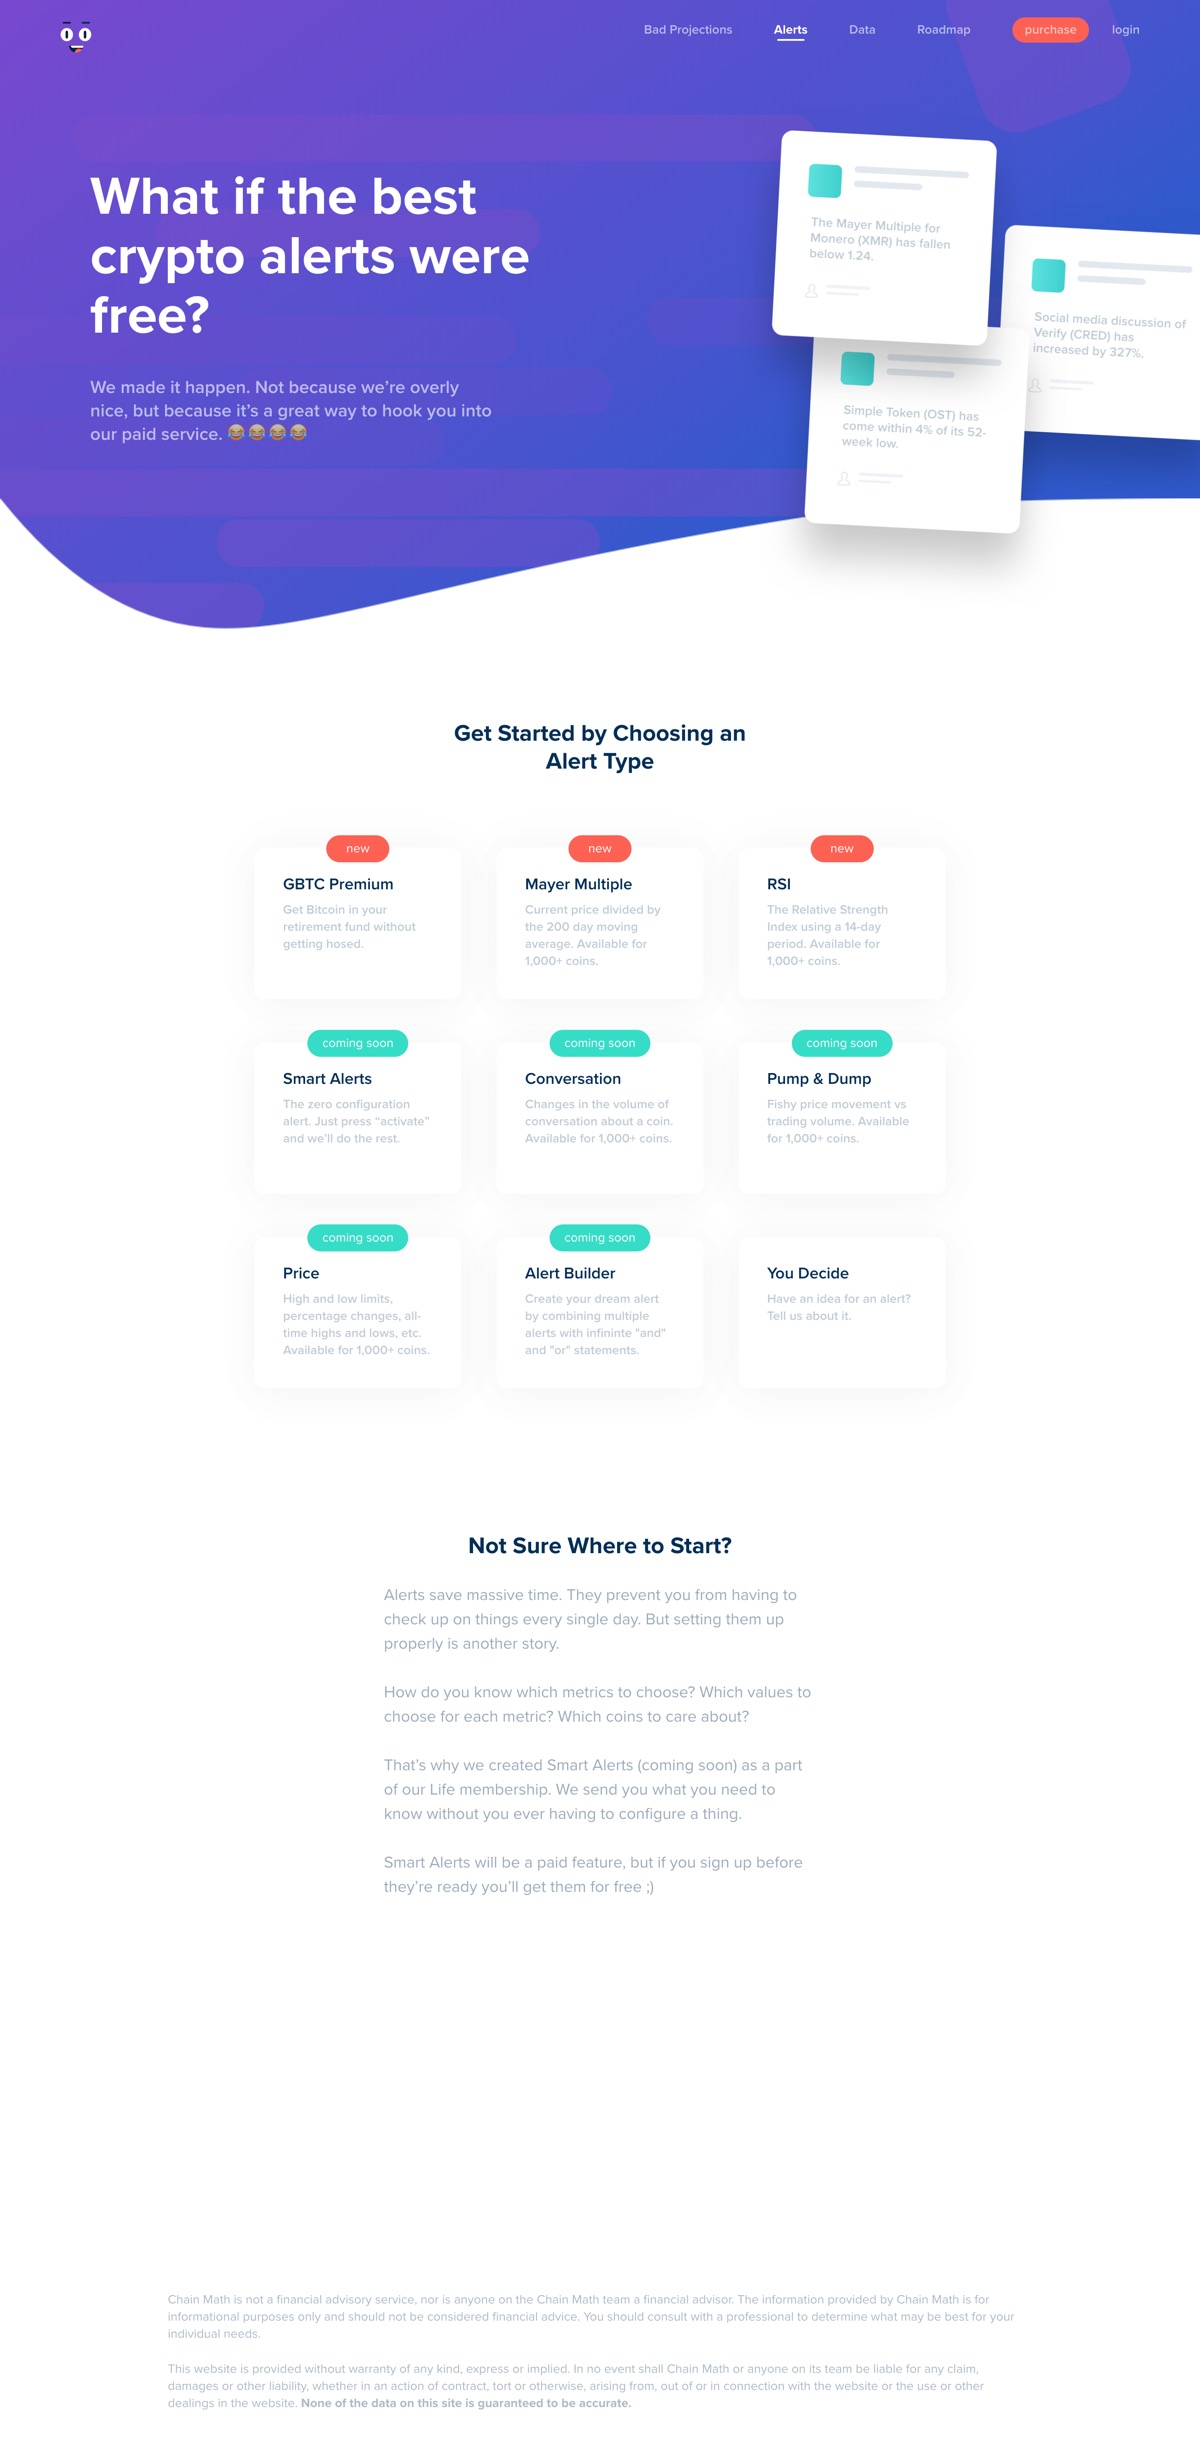 Bad Projections
Alerts
Data
Roadmap
purchase
login
What if the best
crypto alerts were
free?
We made it happen. Not because we’re overly
nice, but because it’s a great way to hook you into
our paid service. 😂😂😂😂
The Mayer Multiple for
Monero (XMR) has fallen
below 1.24.
Social media discussion of
Verify (CRED) has
increased by 327%.
Simple Token (OST) has
come within 4% of its 52-
week low.
Get Started by Choosing an
Alert Type
new
GBTC Premium
Get Bitcoin in your
retirement fund without
getting hosed.
new
Mayer Multiple
Current price divided by
the 200 day moving
average. Available for
1,000+ coins.
new
RSI
The Relative Strength
Index using a 14-day
period. Available for
1,000+ coins.
coming soon
Smart Alerts
The zero configuration
alert. Just press “activate”
and we’ll do the rest.
coming soon
Conversation
Changes in the volume of
conversation about a coin.
Available for 1,000+ coins.
coming soon
Pump & Dump
Fishy price movement vs
trading volume. Available
for 1,000+ coins.
coming soon
Price
High and low limits,
percentage changes, all-
time highs and lows, etc.
Available for 1,000+ coins.
coming soon
Alert Builder
Create your dream alert
by combining multiple
alerts with infininte "and"
and "or" statements.
You Decide
Have an idea for an alert?
Tell us about it.
Not Sure Where to Start?
Alerts save massive time. They prevent you from having to
check up on things every single day. But setting them up
properly is another story.
How do you know which metrics to choose? Which values to
choose for each metric? Which coins to care about?
That’s why we created Smart Alerts (coming soon) as a part
of our Life membership. We send you what you need to
know without you ever having to configure a thing.
Smart Alerts will be a paid feature, but if you sign up before
they’re ready you’ll get them for free ;)
Chain Math is not a financial advisory service, nor is anyone on the Chain Math team a financial advisor. The information provided by Chain Math is for
informational purposes only and should not be considered financial advice. You should consult with a professional to determine what may be best for your
individual needs.
This website is provided without warranty of any kind, express or implied. In no event shall Chain Math or anyone on its team be liable for any claim,
damages or other liability, whether in an action of contract, tort or otherwise, arising from, out of or in connection with the website or the use or other
dealings in the website. None of the data on this site is guaranteed to be accurate.